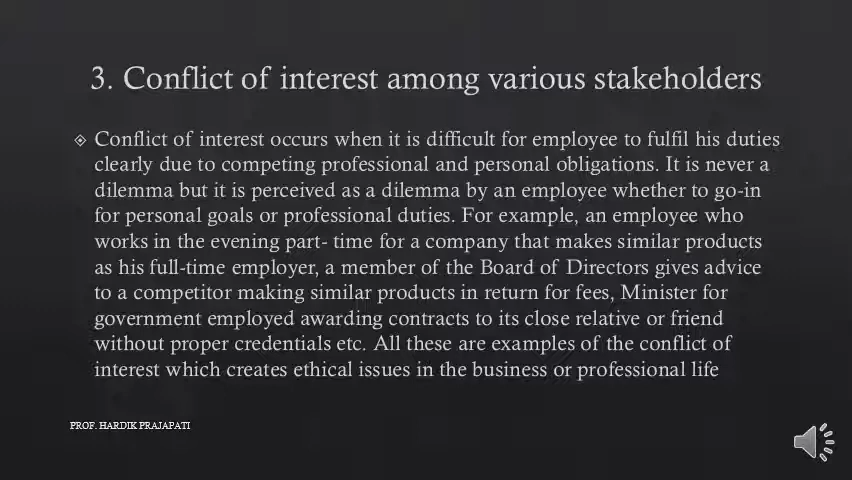 3. Conflict of interest among various stakeholders
Conflict of interest occurs when it is difficult for employee to fulfil his duties
clearly due to competing professional and personal obligations. It is never a
dilemma but it is perceived as a dilemma by an employee whether to go-in
for personal goals or professional duties. For example, an employee who
works in the evening part- time for a company that makes similar products
as his full-time employer, a member of the Board of Directors gives advice
to a competitor making similar products in return for fees, Minister for
government employed awarding contracts to its close relative or friend
without proper credentials etc. All these are examples of the conflict of
interest which creates ethical issues in the business or professional life
PROF. HARDIK PRAJAPATI